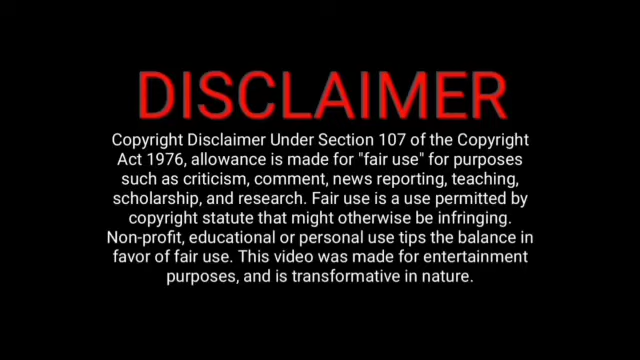 DISCLAIMER
Copyright Disclaimer Under Section 107 of the Copyright
Act 1976, allowance is made for "fair use" for purposes
such as criticism, comment, news reporting, teaching,
scholarship, and research. Fair use is a use permitted by
copyright statute that might otherwise be infringing.
Non-profit, educational or personal use tips the balance in
favor of fair use. This video was made for entertainment
purposes, and is transformative in nature.